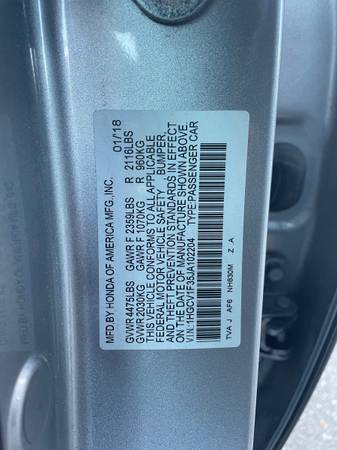 MFD BY HONDA OF AMERICA MFG., INC. 01/18
GVWR 4475LBS GAWR F 2359LBS R 2116LBS
GVWR 2030KG GAWR F 1070KG R 960KG
THIS VEHICLE CONFORMS TO ALL APPLICABLE
FEDERAL MOTOR VEHICLE SAFETY, BUMPER,
AND THEFT PREVENTION STANDARDS IN EFFECT
ON THE DATE OF MANUFACTURE SHOWN ABOVE.
V.I.N.: 1HGCV1F35JA102204 TYPE:PASSENGER CAR
TVA J AF6 NH830M Z A